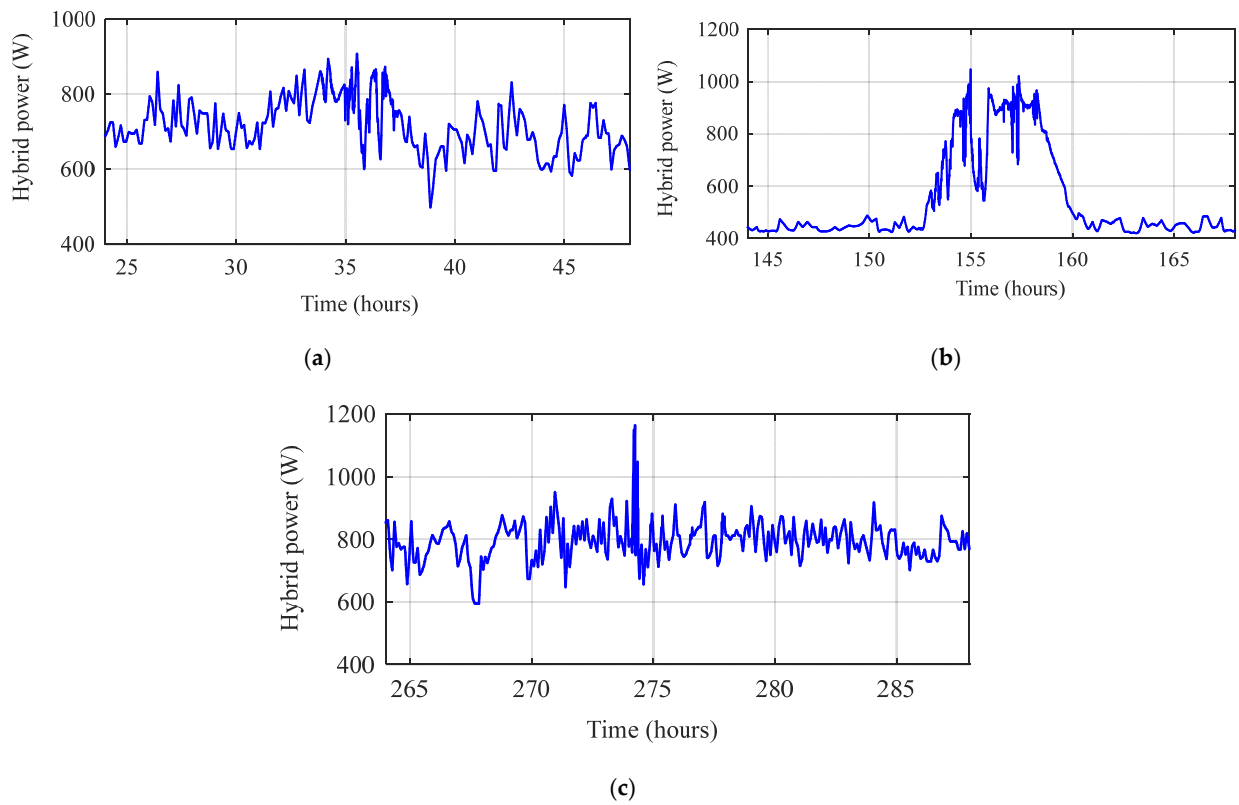 1000
800
600
400
Hybrid power (W)
25 30 35 40 45
Time (hours)
(a)
1200
1000
800
600
400
Hybrid power (W)
145 150 155 160 165
Time (hours)
(b)
1200
1000
800
600
400
Hybrid power (W)
265 270 275 280 285
Time (hours)
(c)